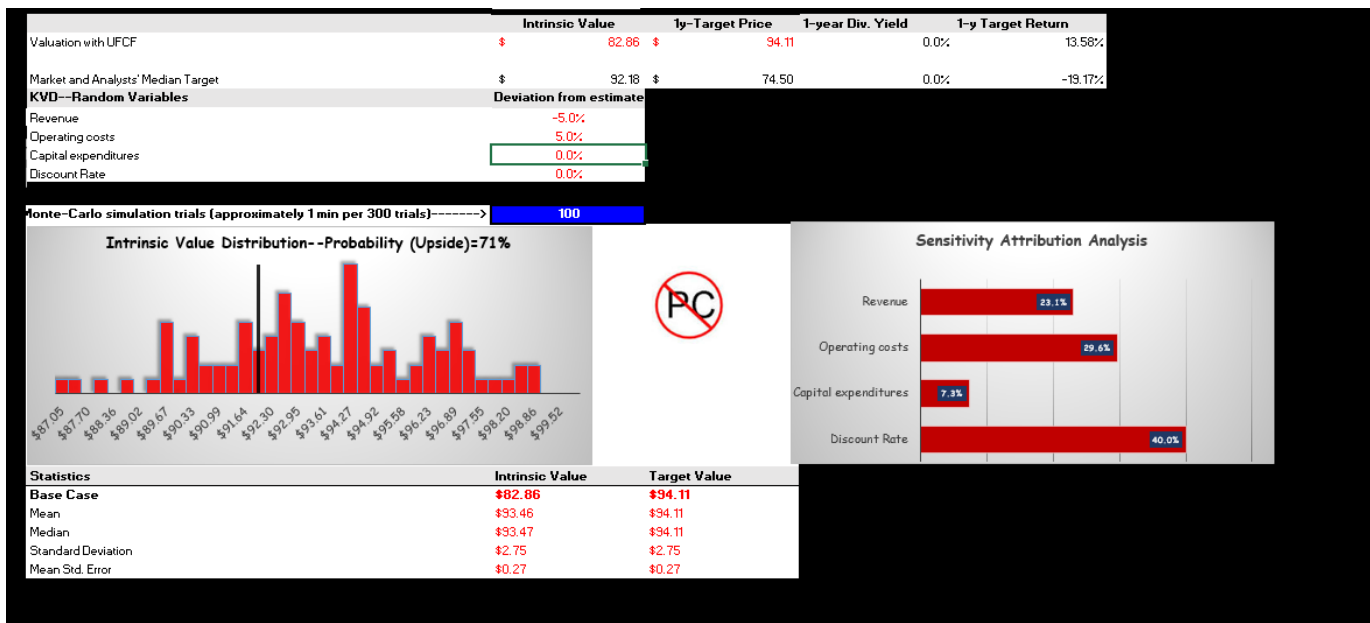 Intrinsic Value 1y-Target Price 1-year Div. Yield 1-y Target Return
Valuation with UFCF $ 82.86 $ 94.11 0.0% 13.58%
Market and Analysts' Median Target $ 92.18 $ 74.50 0.0% -19.17%
KVD--Random Variables Deviation from estimate
Revenue -5.0%
Operating costs 5.0%
Capital expenditures 0.0%
Discount Rate 0.0%
Monte-Carlo simulation trials (approximately 1 min per 300 trials)-------> 100
Intrinsic Value Distribution--Probability (Upside)=71%
$87.05 $87.70 $88.36 $89.02 $89.67 $90.33 $90.99 $91.64 $92.30 $92.95 $93.61 $94.27 $94.92 $95.58 $96.23 $96.89 $97.55 $98.20 $98.86 $99.52
PC
Sensitivity Attribution Analysis
Revenue 23.1%
Operating costs 29.6%
Capital expenditures 7.3%
Discount Rate 40.0%
Statistics Intrinsic Value Target Value
Base Case $82.86 $94.11
Mean $93.46 $94.11
Median $93.47 $94.11
Standard Deviation $2.75 $2.75
Mean Std. Error $0.27 $0.27